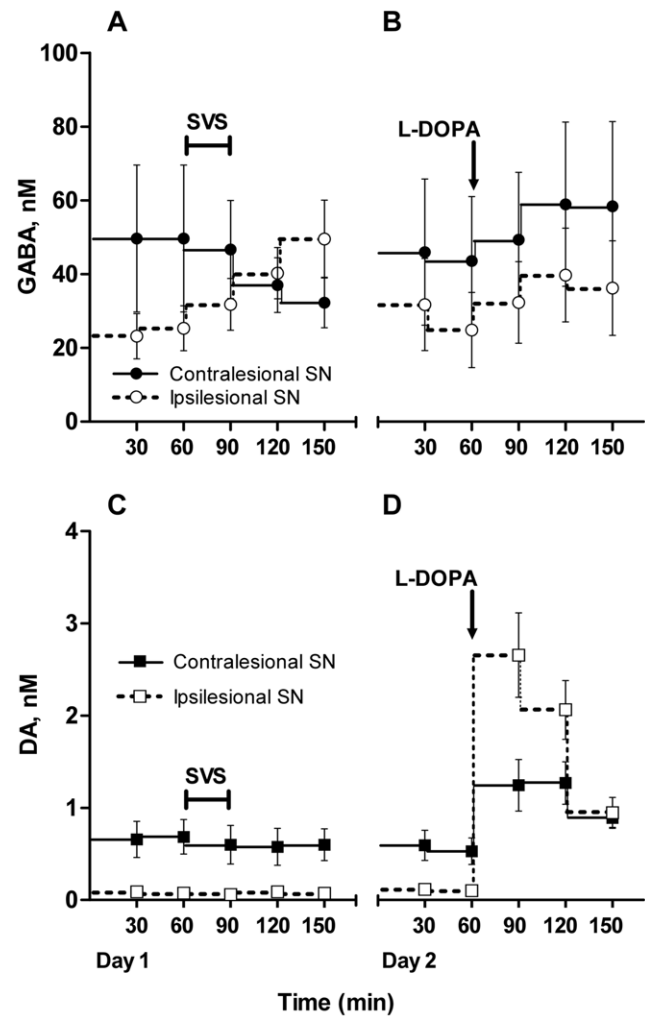 A
B
100
80
60
40
20
0
GABA, nM
SVS
L-DOPA
Contralesional SN
Ipsilesional SN
30 60 90 120 150
30 60 90 120 150
C
D
4
3
2
1
0
DA, nM
L-DOPA
Contralesional SN
Ipsilesional SN
SVS
30 60 90 120 150
30 60 90 120 150
Day 1
Day 2
Time (min)